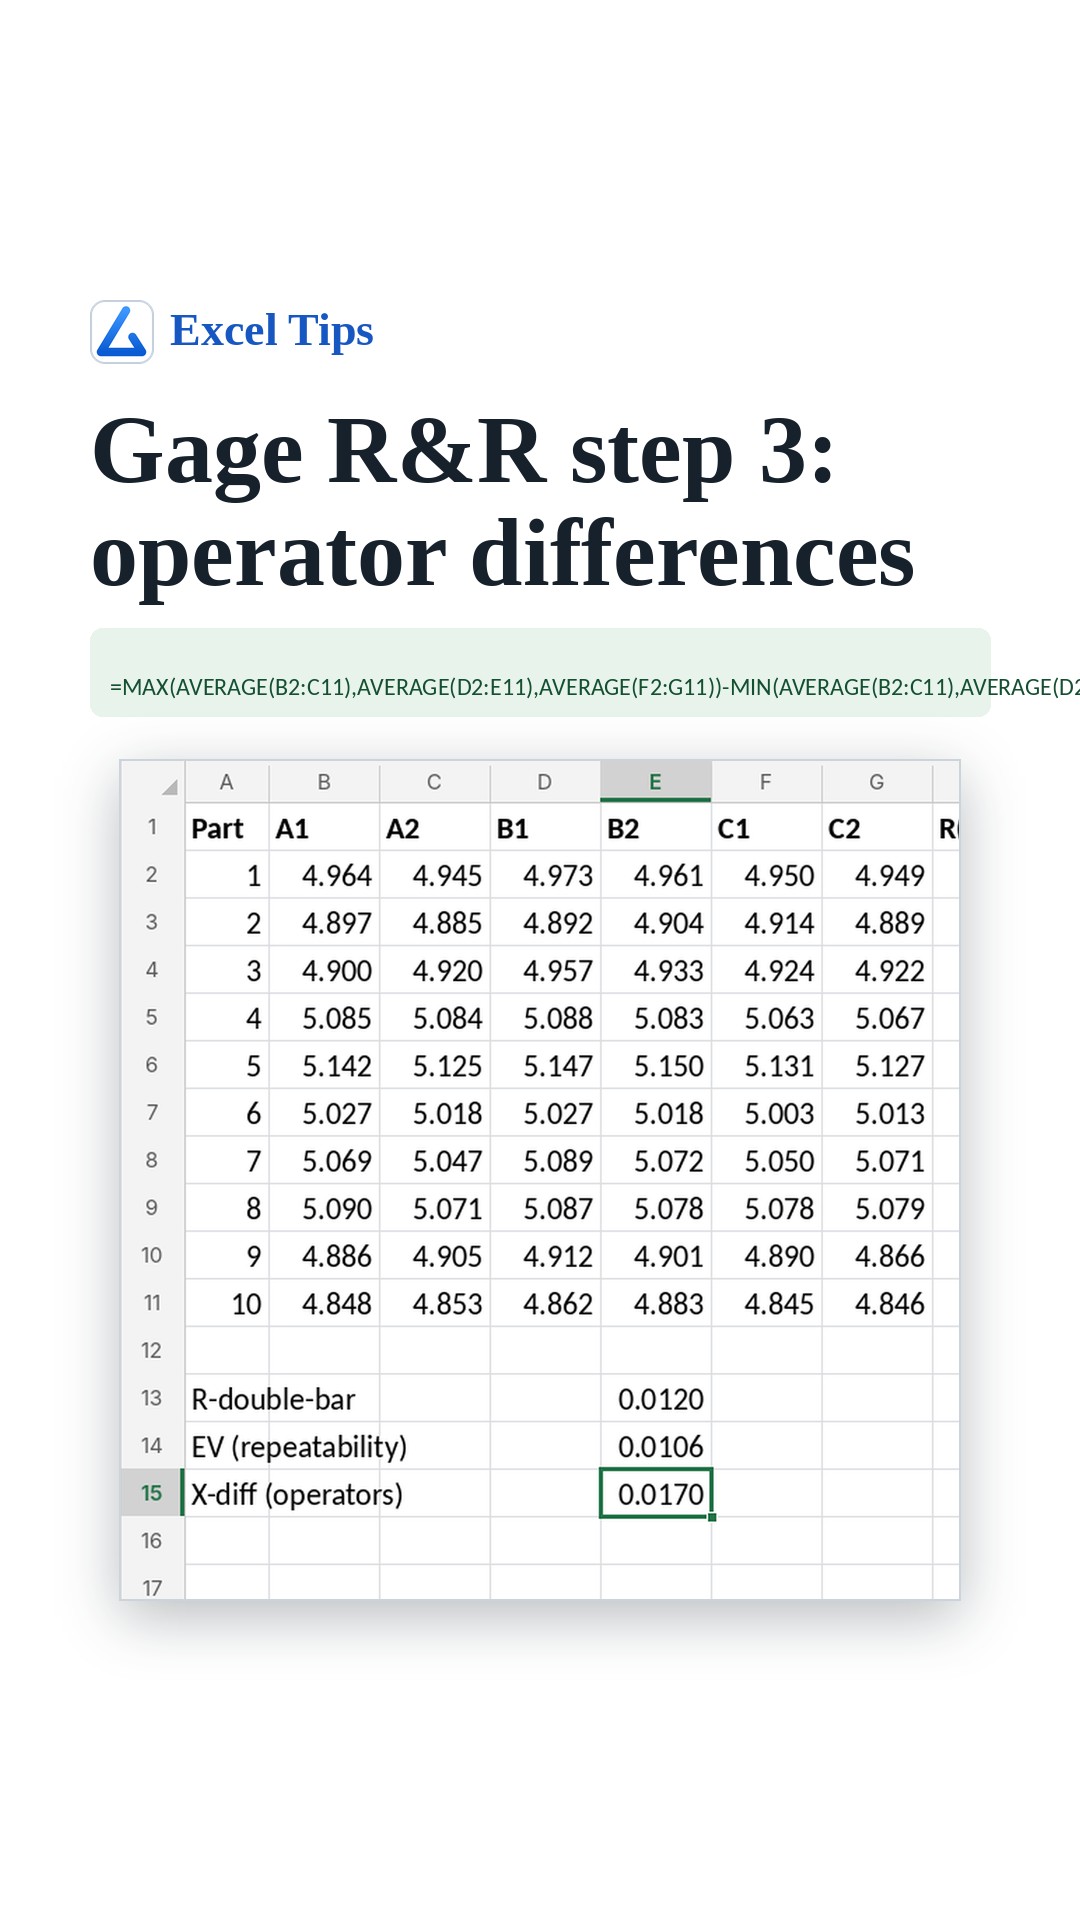 Excel Tips
Gage R&R step 3:
operator differences
=MAX(AVERAGE(B2:C11),AVERAGE(D2:E11),AVERAGE(F2:G11))-MIN(AVERAGE(B2:C11),AVERAGE(D2
A B C D E F G
1 Part A1 A2 B1 B2 C1 C2
2 1 4.964 4.945 4.973 4.961 4.950 4.949
3 2 4.897 4.885 4.892 4.904 4.914 4.889
4 3 4.900 4.920 4.957 4.933 4.924 4.922
5 4 5.085 5.084 5.088 5.083 5.063 5.067
6 5 5.142 5.125 5.147 5.150 5.131 5.127
7 6 5.027 5.018 5.027 5.018 5.003 5.013
8 7 5.069 5.047 5.089 5.072 5.050 5.071
9 8 5.090 5.071 5.087 5.078 5.078 5.079
10 9 4.886 4.905 4.912 4.901 4.890 4.866
11 10 4.848 4.853 4.862 4.883 4.845 4.846
12
13 R-double-bar 0.0120
14 EV (repeatability) 0.0106
15 X-diff (operators) 0.0170
16
17